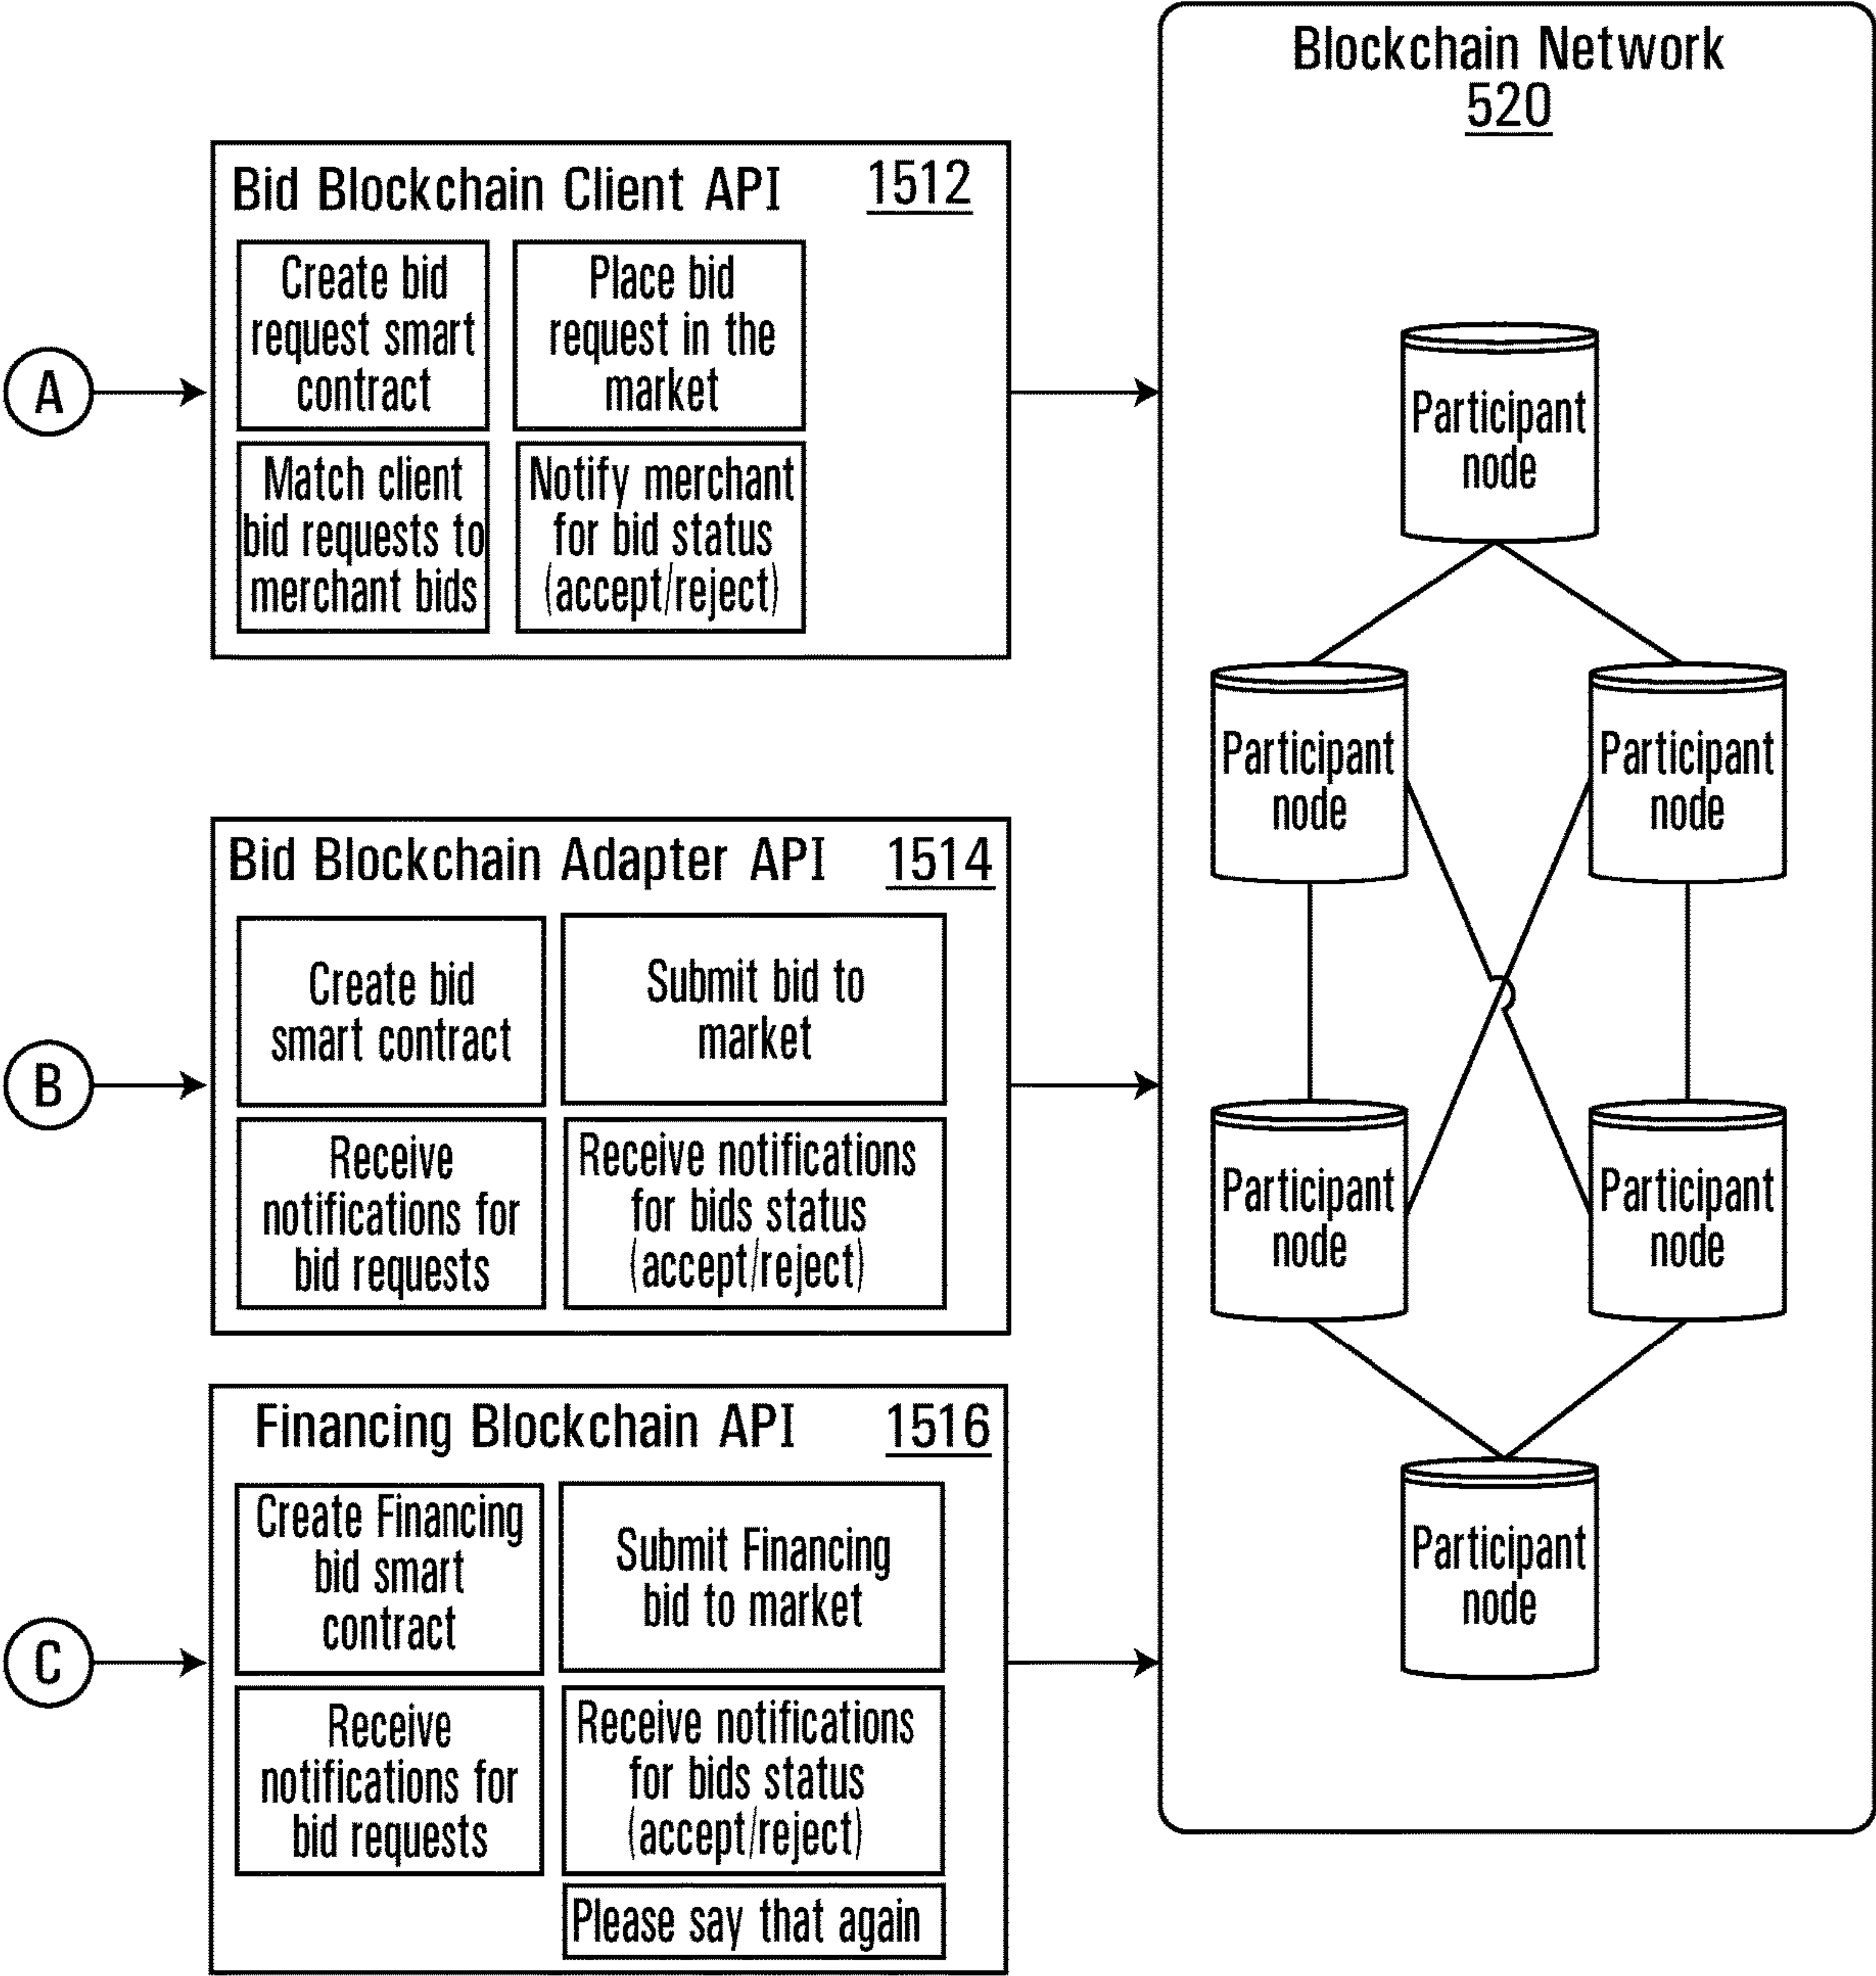 Blockchain Network
520
Bid Blockchain Client API 1512
Create bid
request smart
contract
Place bid
request in the
market
Match client
bid requests to
merchant bids
Notify merchant
for bid status
(accept/reject)
A
Bid Blockchain Adapter API 1514
Create bid
smart contract
Submit bid to
market
Receive
notifications for
bid requests
Receive notifications
for bids status
(accept/reject)
B
Financing Blockchain API 1516
Create Financing
bid smart
contract
Submit Financing
bid to market
Receive
notifications for
bid requests
Receive notifications
for bids status
(accept/reject)
Please say that again
C
Participant
node
Participant
node
Participant
node
Participant
node
Participant
node
Participant
node